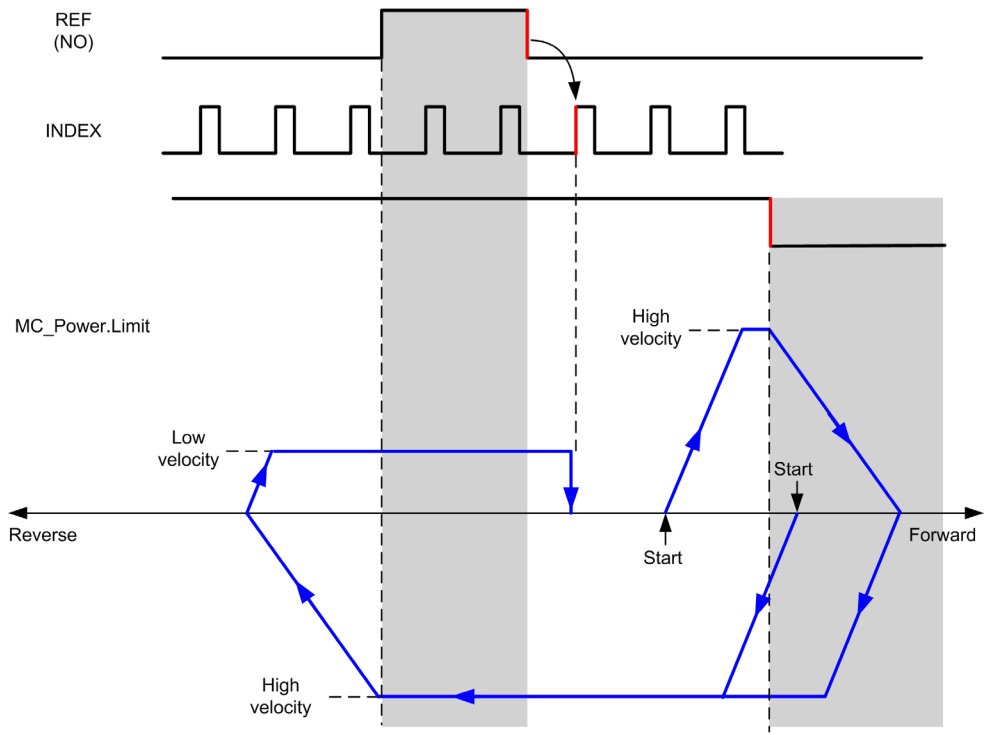 REF
(NO)
INDEX
MC_Power.Limit
High
velocity
Low
velocity
Start
Reverse
Forward
Start
High
velocity